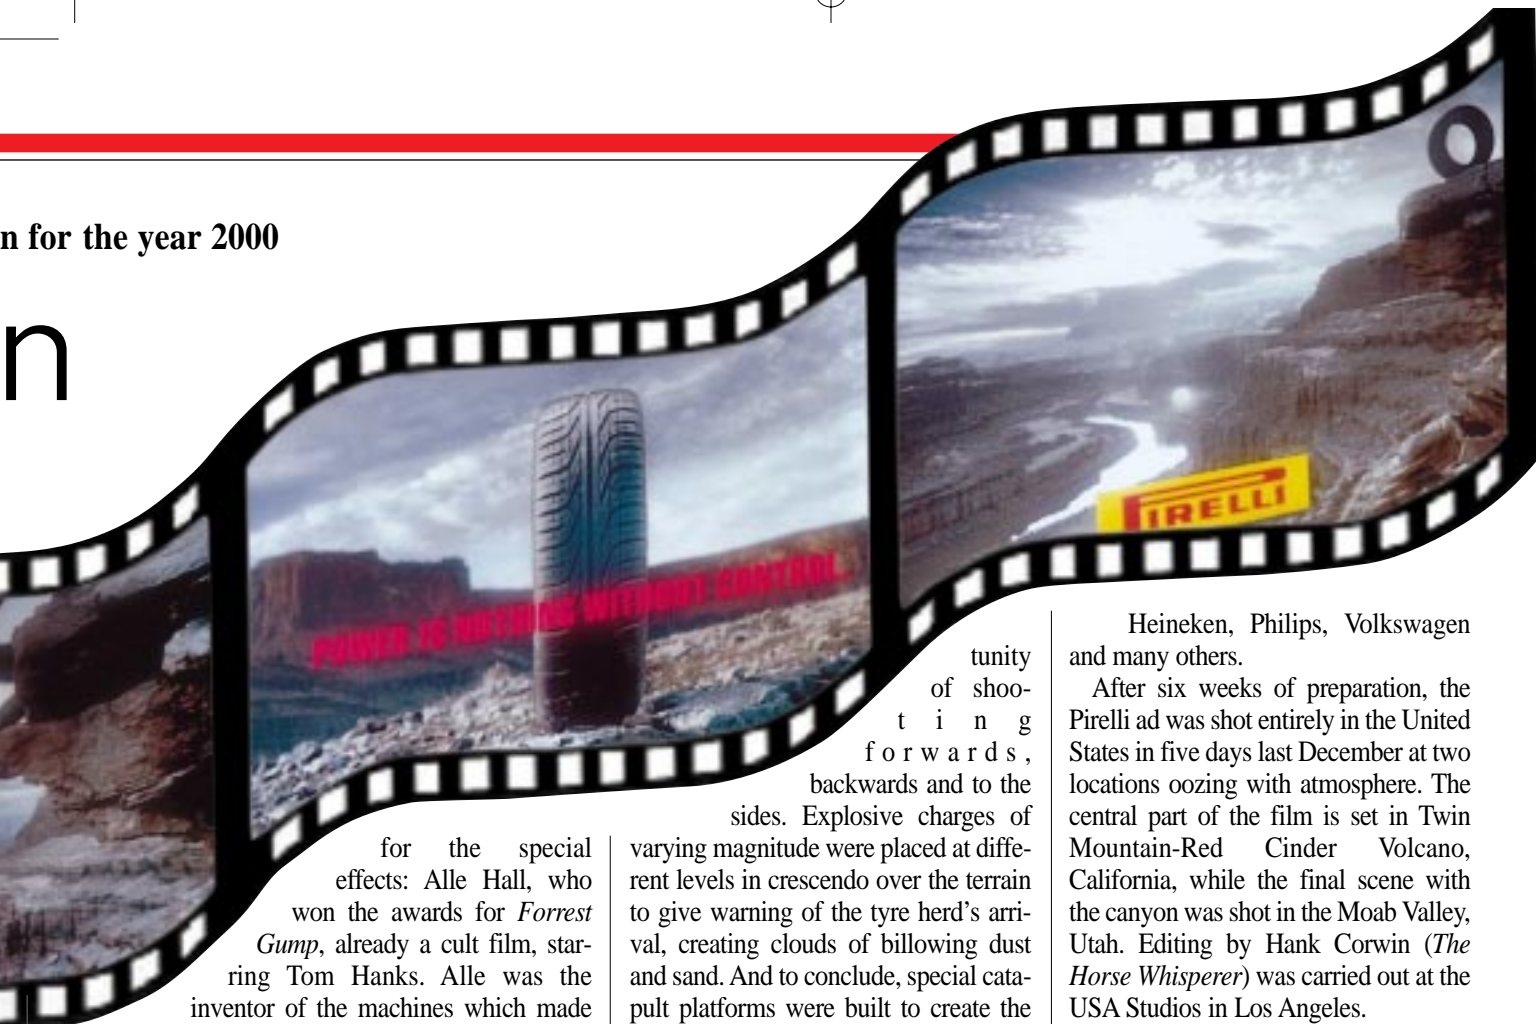 n for the year 2000
n
POWER IS NOTHING WITHOUT CONTROL.
PIRELLI
for the special
effects: Alle Hall, who
won the awards for Forrest
Gump, already a cult film, star-
ring Tom Hanks. Alle was the
inventor of the machines which made
tunity
of shoo-
t i n g
f o r w a r d s ,
backwards and to the
sides. Explosive charges of
varying magnitude were placed at diffe-
rent levels in crescendo over the terrain
to give warning of the tyre herd’s arri-
val, creating clouds of billowing dust
and sand. And to conclude, special cata-
pult platforms were built to create the
Heineken, Philips, Volkswagen
and many others.
After six weeks of preparation, the
Pirelli ad was shot entirely in the United
States in five days last December at two
locations oozing with atmosphere. The
central part of the film is set in Twin
Mountain-Red Cinder Volcano,
California, while the final scene with
the canyon was shot in the Moab Valley,
Utah. Editing by Hank Corwin (The
Horse Whisperer) was carried out at the
USA Studios in Los Angeles.